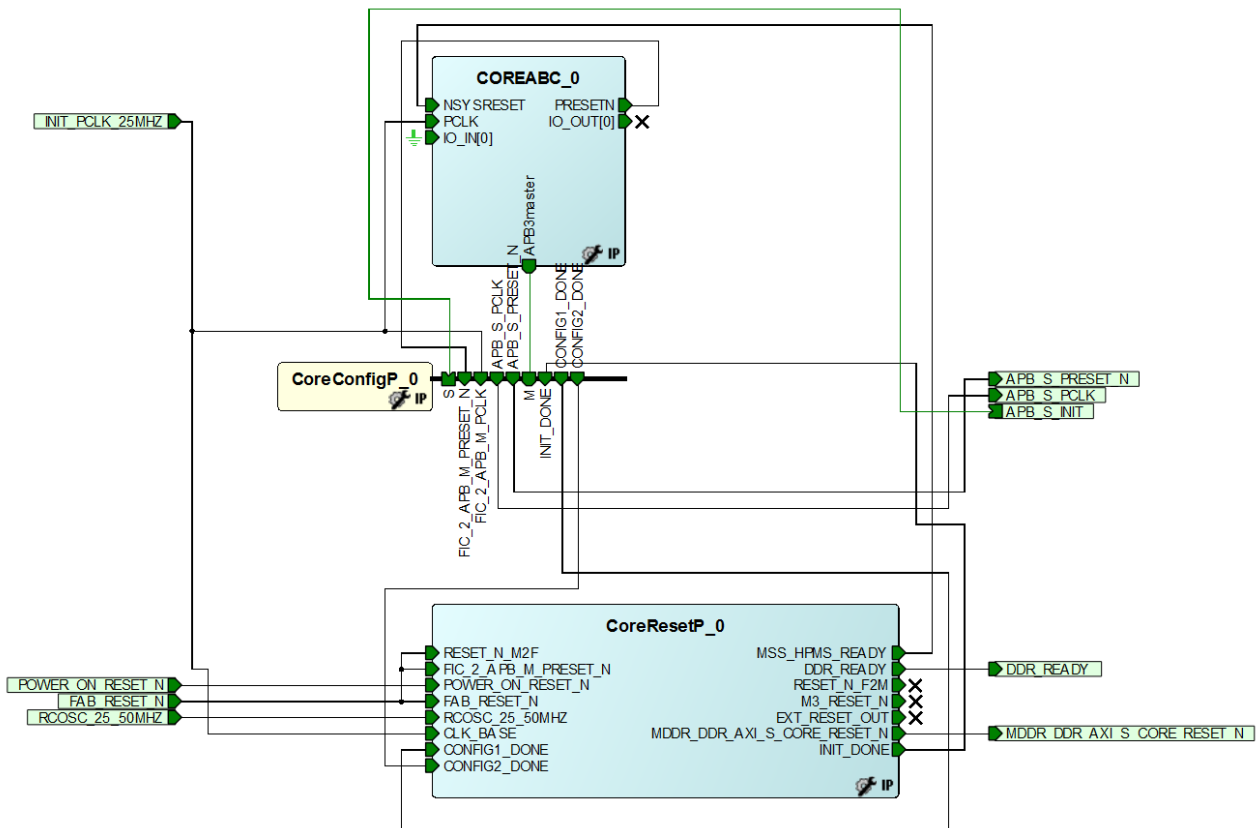 COREABC_0
NSYSRESET
PRESETN
PCLK
IO_OUT[0]
IO_IN[0]
APB3master
IP
INIT_PCLK_25MHZ
APB_S_PCLK
APB_S_PRESET_N
CONFIG1_DONE
CONFIG2_DONE
CoreConfigP_0
IP
S
FIC_2_APB_M_PRESET_N
FIC_2_APB_M_PCLK
M
INIT_DONE
APB_S_PRESET_N
APB_S_PCLK
APB_S_INIT
CoreResetP_0
RESET_N_M2F
MSS_HPMS_READY
FIC_2_APB_M_PRESET_N
DDR_READY
DDR_READY
POWER_ON_RESET_N
POWER_ON_RESET_N
RESET_N_F2M
FAB_RESET_N
FAB_RESET_N
M3_RESET_N
RCOSC_25_50MHZ
RCOSC_25_50MHZ
EXT_RESET_OUT
CLK_BASE
MDDR_DDR_AXI_S_CORE_RESET_N
MDDR_DDR_AXI_S_CORE_RESET_N
CONFIG1_DONE
INIT_DONE
CONFIG2_DONE
IP